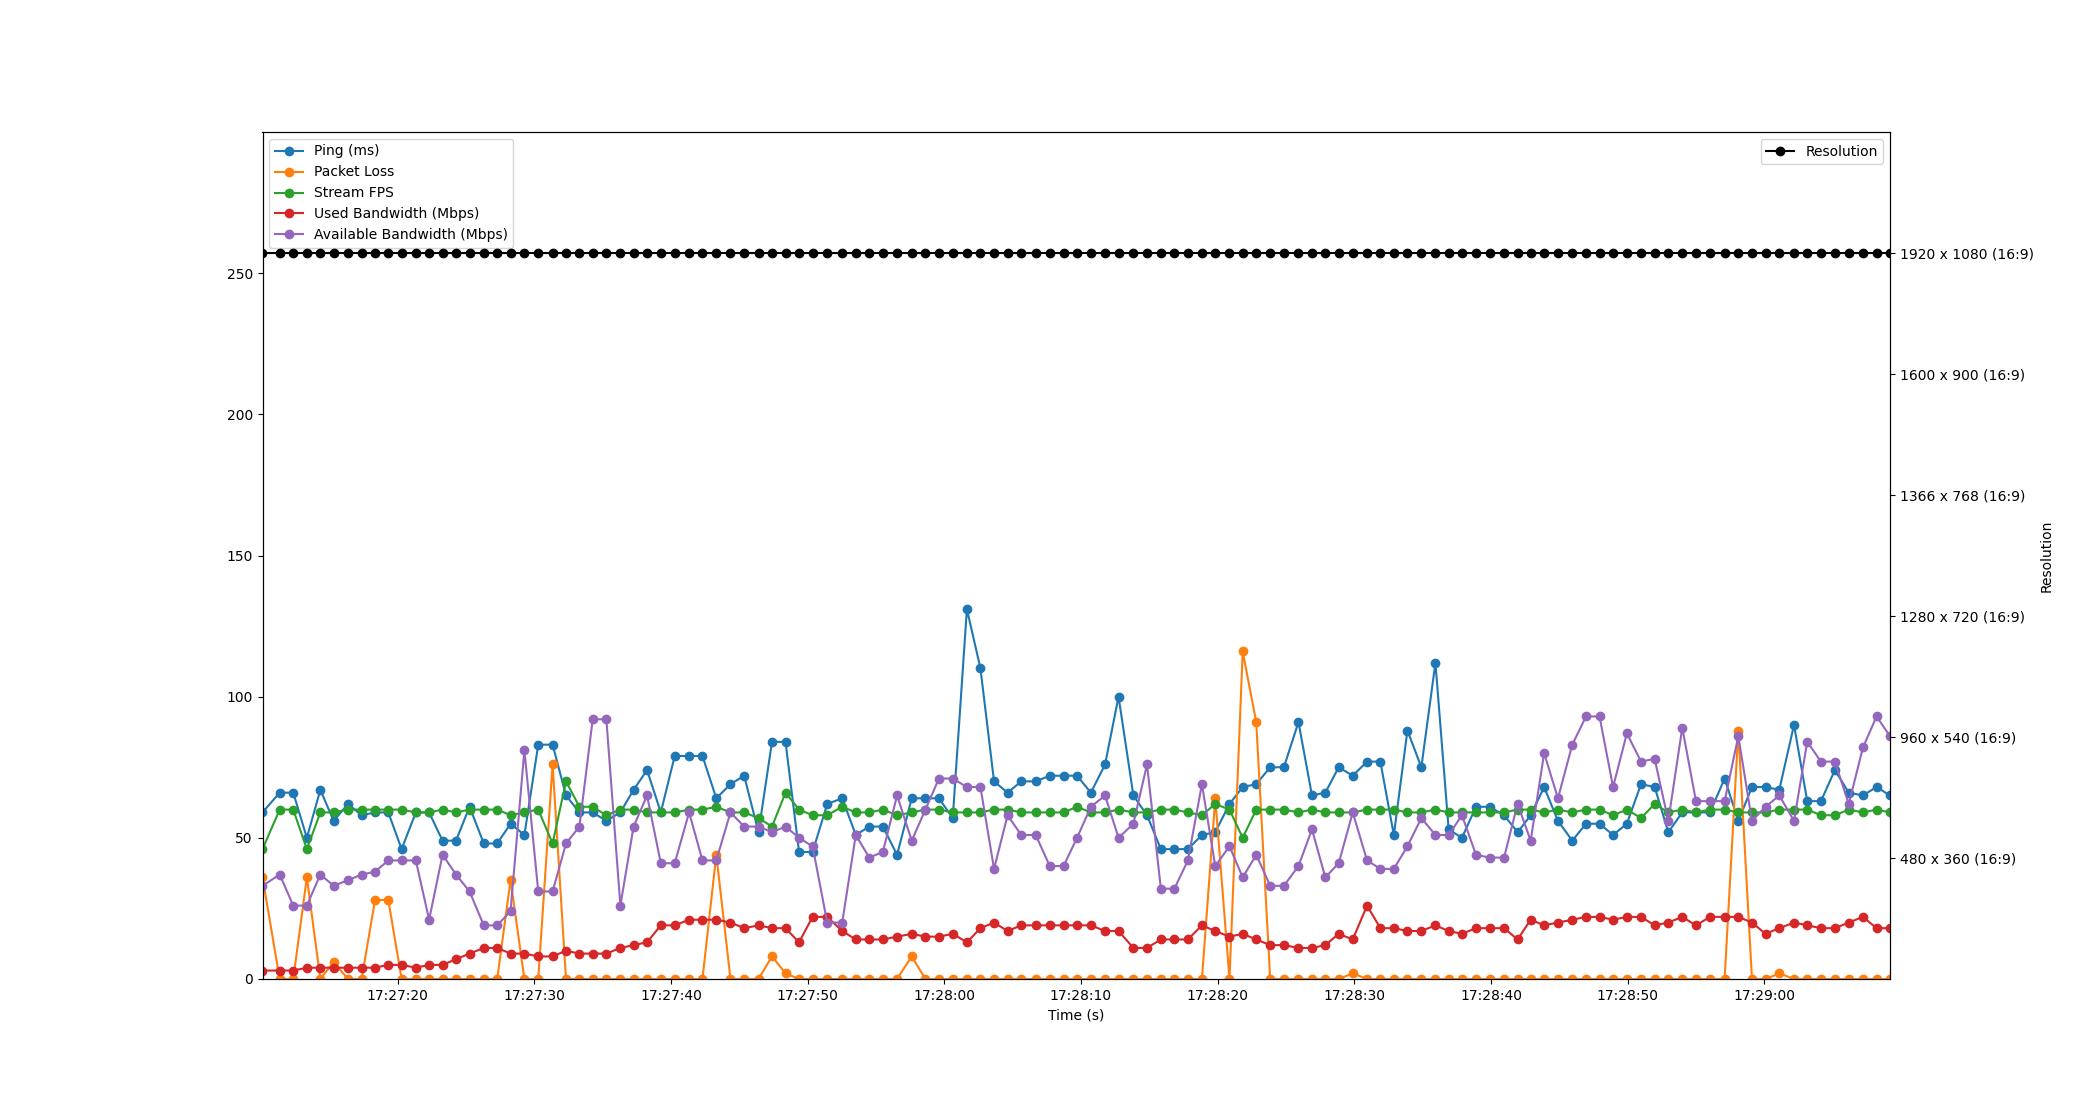 Ping (ms)
Packet Loss
Stream FPS
Used Bandwidth (Mbps)
Available Bandwidth (Mbps)
Resolution
250
200
150
100
50
0
1920 x 1080 (16:9)
1600 x 900 (16:9)
1366 x 768 (16:9)
1280 x 720 (16:9)
960 x 540 (16:9)
480 x 360 (16:9)
Resolution
17:27:20 17:27:30 17:27:40 17:27:50 17:28:00 17:28:10 17:28:20 17:28:30 17:28:40 17:28:50 17:29:00
Time (s)